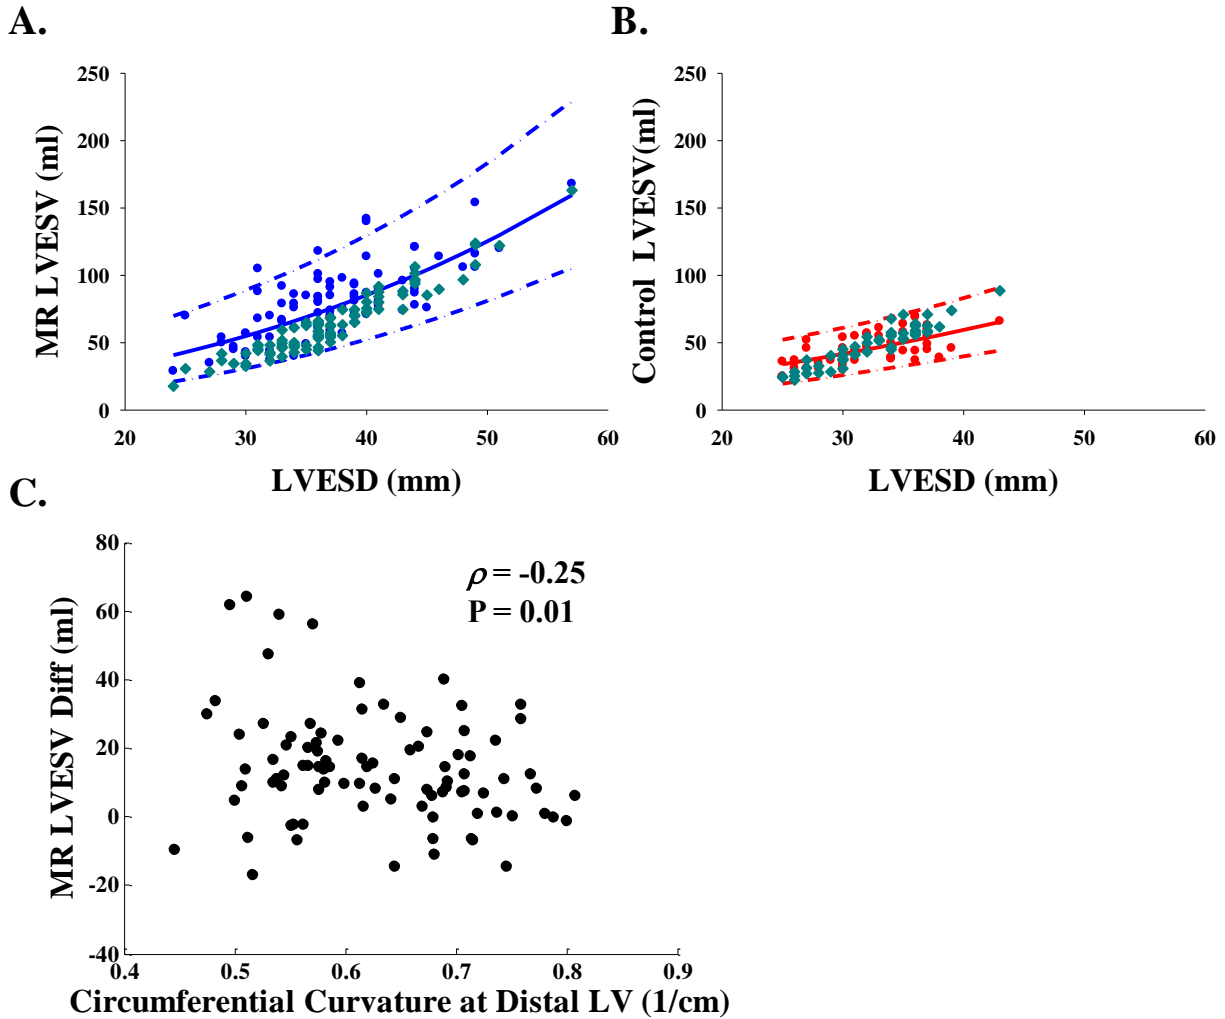 A.
MR LVESV (ml)
250
200
150
100
50
0
20 30 40 50 60
LVESD (mm)
B.
Control LVESV(ml)
250
200
150
100
50
0
20 30 40 50 60
LVESD (mm)
C.
MR LVESV Diff (ml)
80
60
40
20
0
-20
-40
ρ = -0.25
P = 0.01
0.4 0.5 0.6 0.7 0.8 0.9
Circumferential Curvature at Distal LV (1/cm)